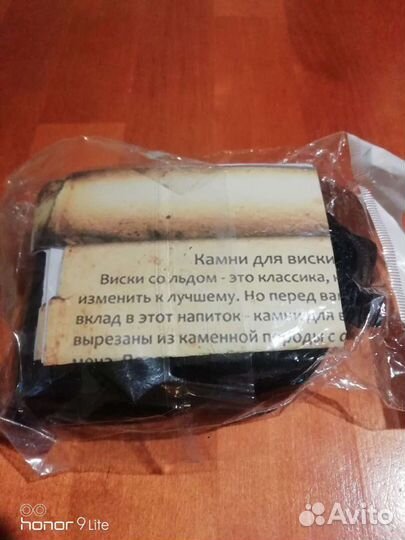 Камни для виски
Виски со льдом - это классика,
изменить к лучшему. Но перед
вклад в этот напиток - камни для
вырезаны из каменной породы с
honor 9 Lite
Avito